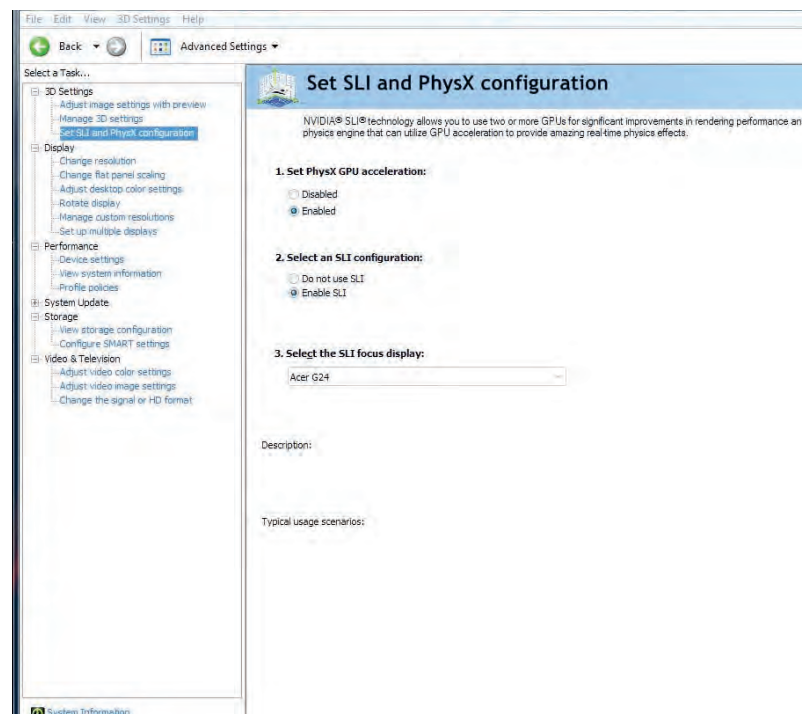 File Edit View 3D Settings Help
Back Advanced Settings
Select a Task...
3D Settings
Adjust image settings with preview
Manage 3D settings
Set SLI and PhysX configuration
Display
Change resolution
Change flat panel scaling
Adjust desktop color settings
Rotate display
Manage custom resolutions
Set up multiple displays
Performance
Device settings
View system information
Profile policies
System Update
Storage
View storage configuration
Configure SMART settings
Video & Television
Adjust video color settings
Adjust video image settings
Change the signal or HD format
System Information
Set SLI and PhysX configuration
NVIDIA® SLI® technology allows you to use two or more GPUs for significant improvements in rendering performance an
physics engine that can utilize GPU acceleration to provide amazing real-time physics effects.
1. Set PhysX GPU acceleration:
Disabled
Enabled
2. Select an SLI configuration:
Do not use SLI
Enable SLI
3. Select the SLI focus display:
Acer G24
Description:
Typical usage scenarios: